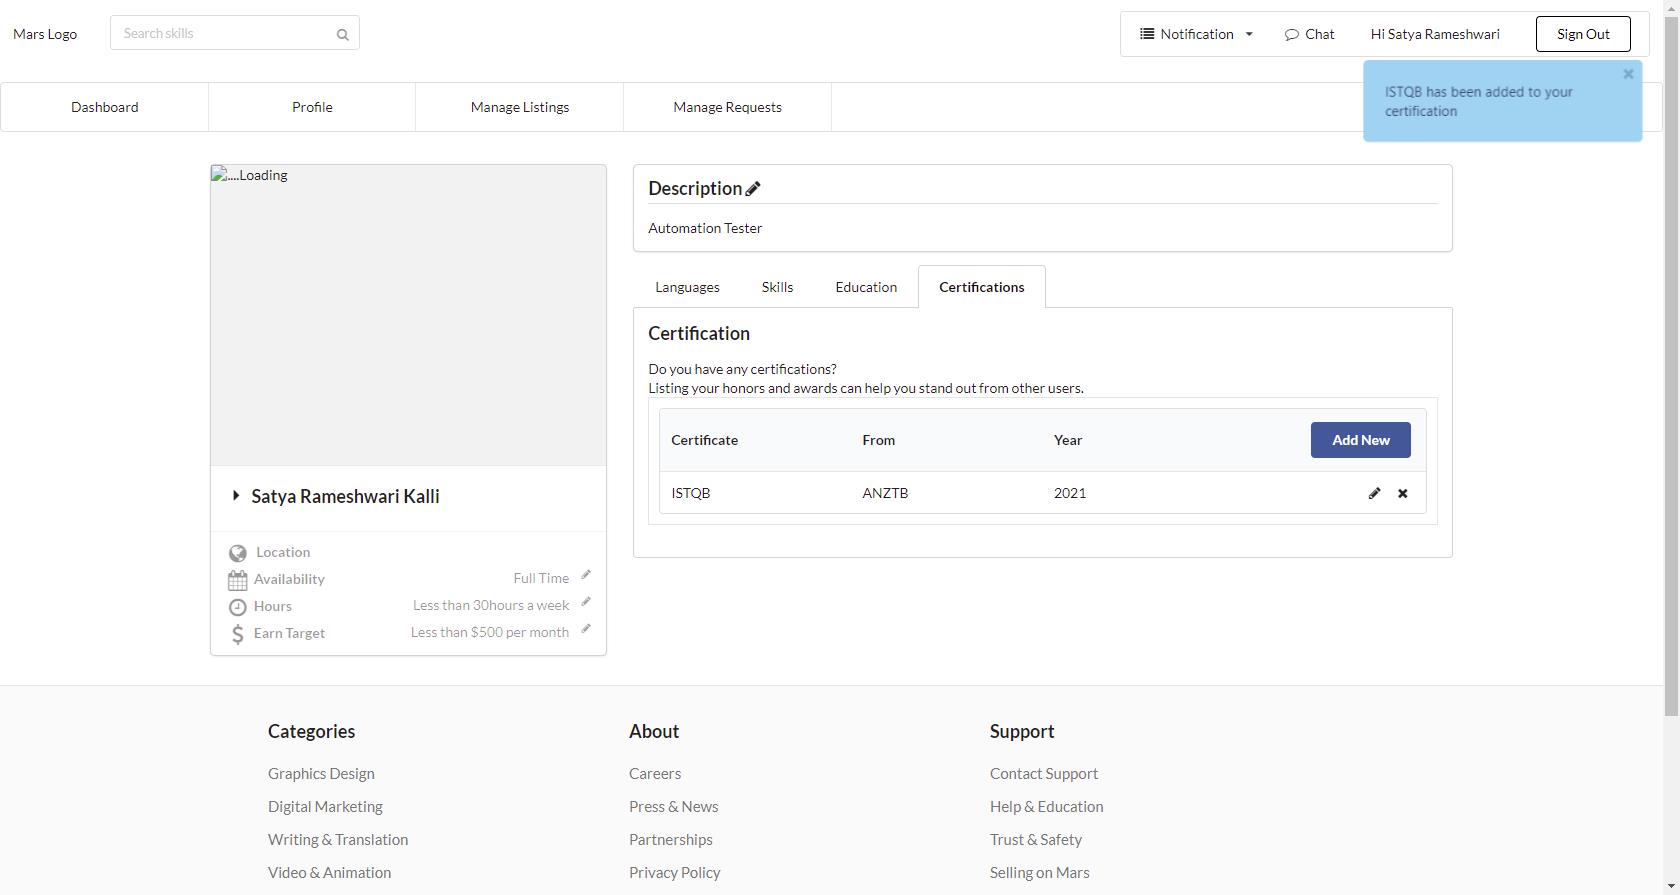 Mars Logo
Search skills
Notification
Chat
Hi Satya Rameshwari
Sign Out
Dashboard
Profile
Manage Listings
Manage Requests
ISTQB has been added to your
certification
....Loading
Satya Rameshwari Kalli
Location
Availability
Full Time
Hours
Less than 30hours a week
Earn Target
Less than $500 per month
Description
Automation Tester
Languages
Skills
Education
Certifications
Certification
Do you have any certifications?
Listing your honors and awards can help you stand out from other users.
Certificate
From
Year
Add New
ISTQB
ANZTB
2021
Categories
Graphics Design
Digital Marketing
Writing & Translation
Video & Animation
About
Careers
Press & News
Partnerships
Privacy Policy
Support
Contact Support
Help & Education
Trust & Safety
Selling on Mars